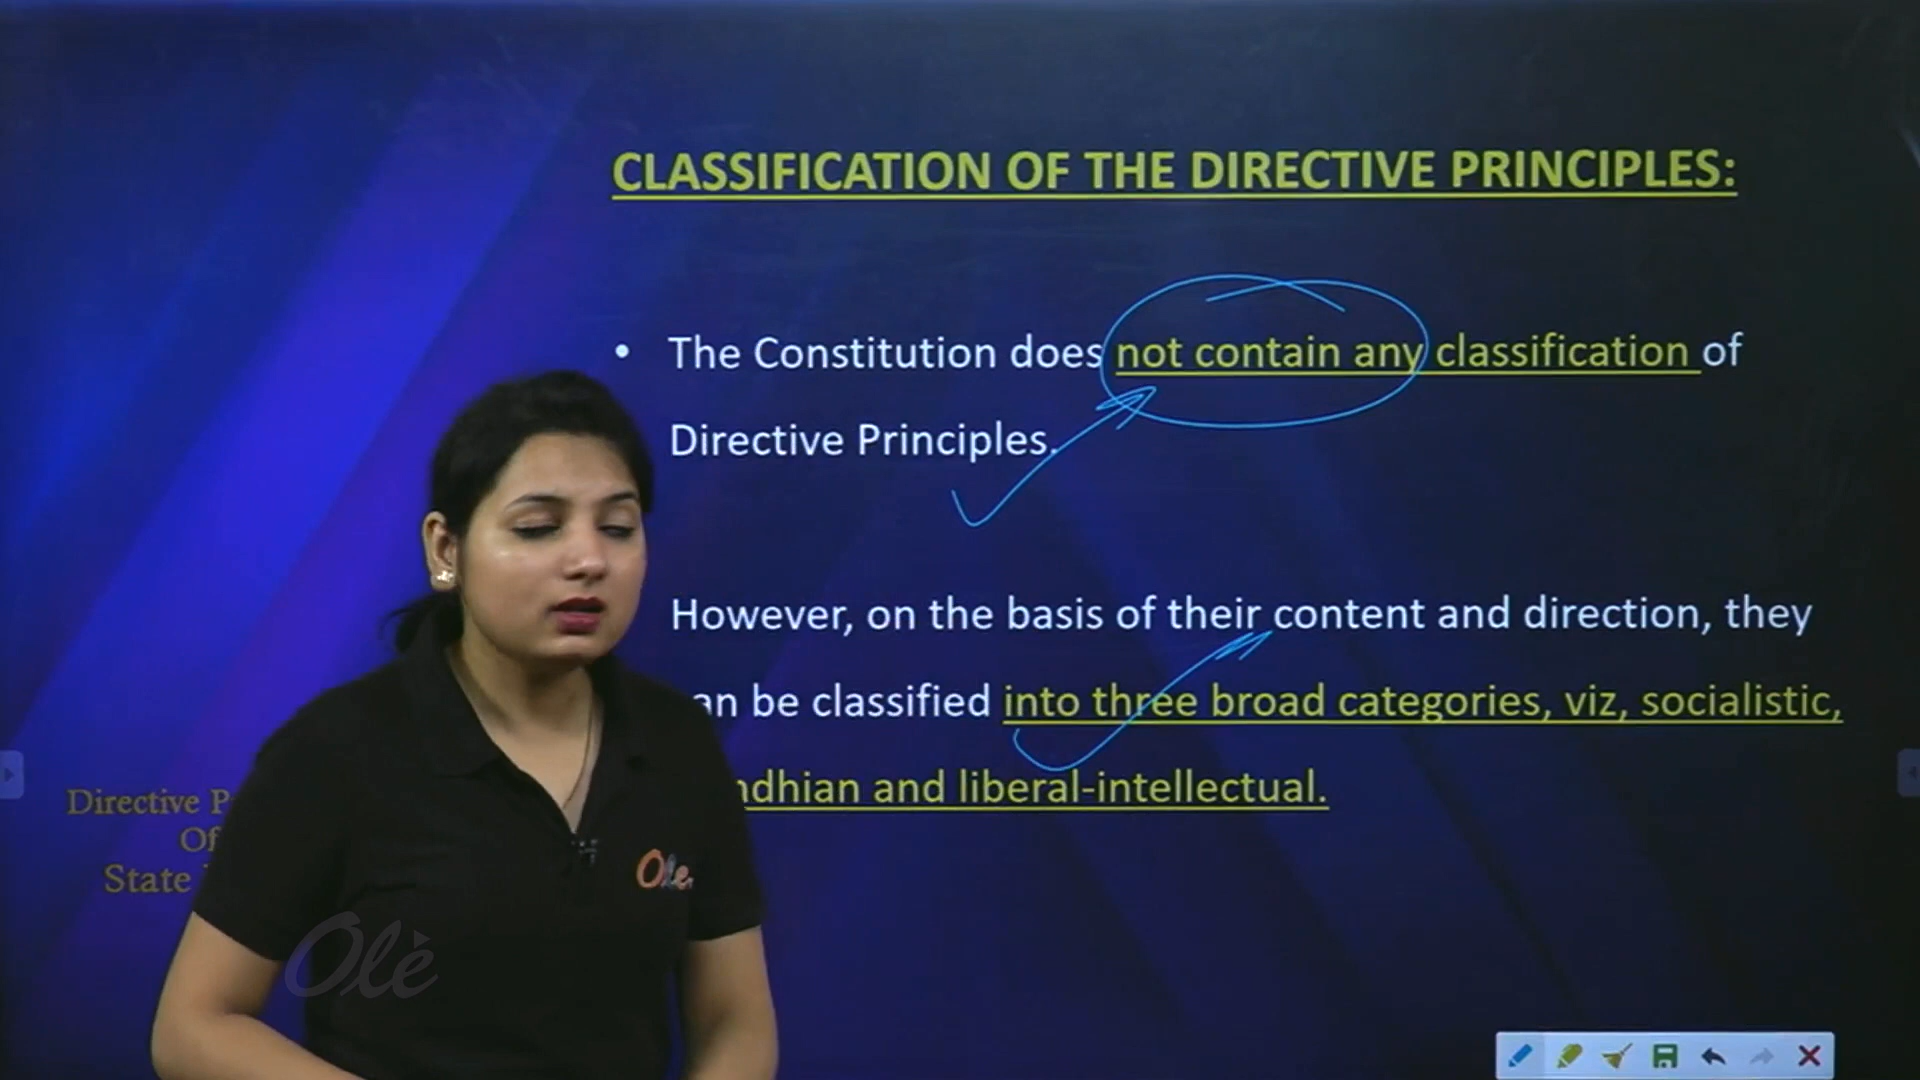 CLASSIFICATION OF THE DIRECTIVE PRINCIPLES:
• The Constitution does not contain any classification of
Directive Principles.
However, on the basis of their content and direction, they
an be classified into three broad categories, viz, socialistic,
ndhian and liberal-intellectual.
Directive P
Of
State
Ole
Olè